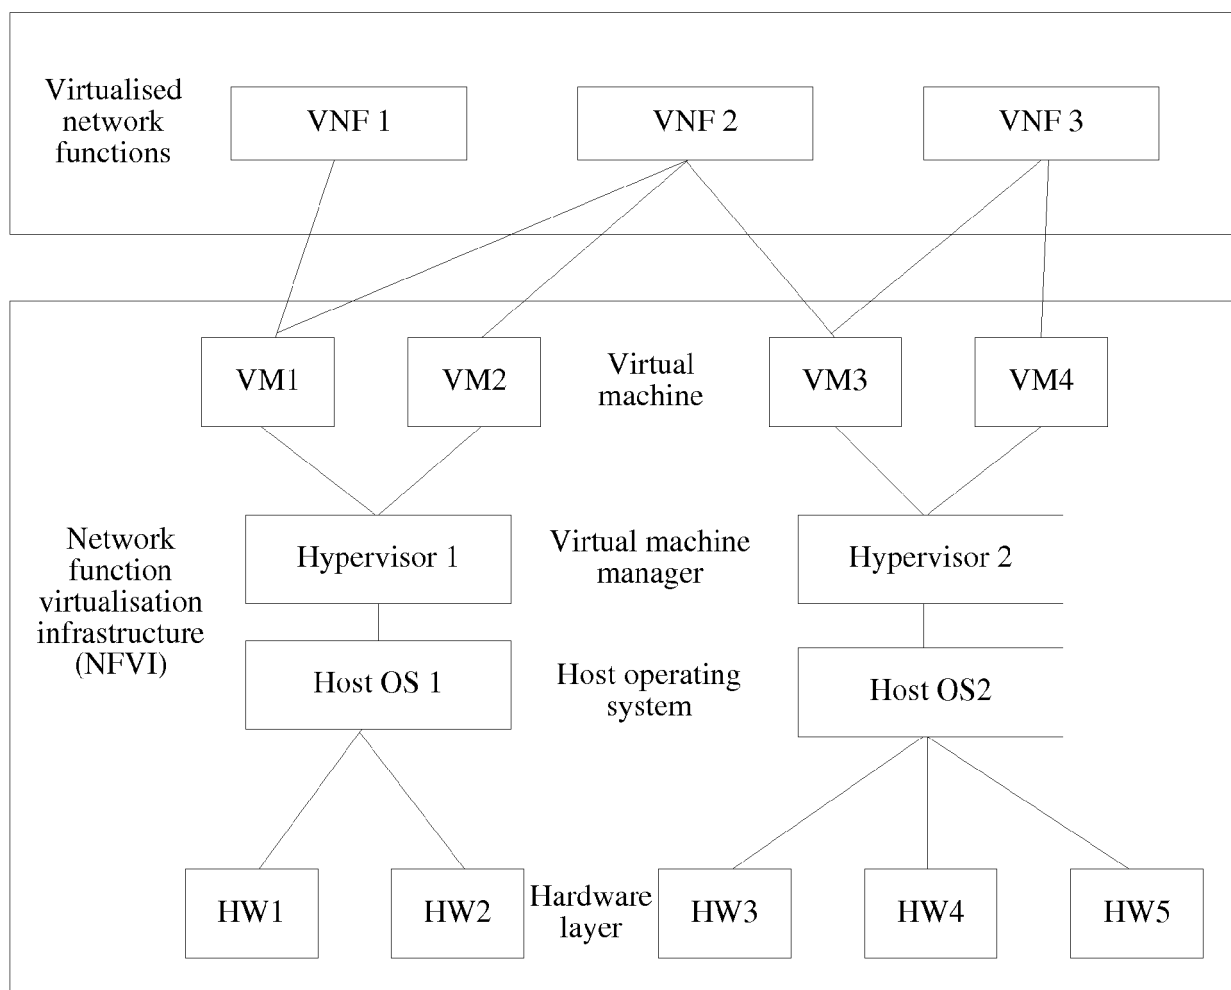 Virtualised
network
functions
VNF 1
VNF 2
VNF 3
VM1
VM2
Virtual
machine
VM3
VM4
Network
function
virtualisation
infrastructure
(NFVI)
Hypervisor 1
Virtual machine
manager
Hypervisor 2
Host OS 1
Host operating
system
Host OS2
HW1
HW2
Hardware
layer
HW3
HW4
HW5